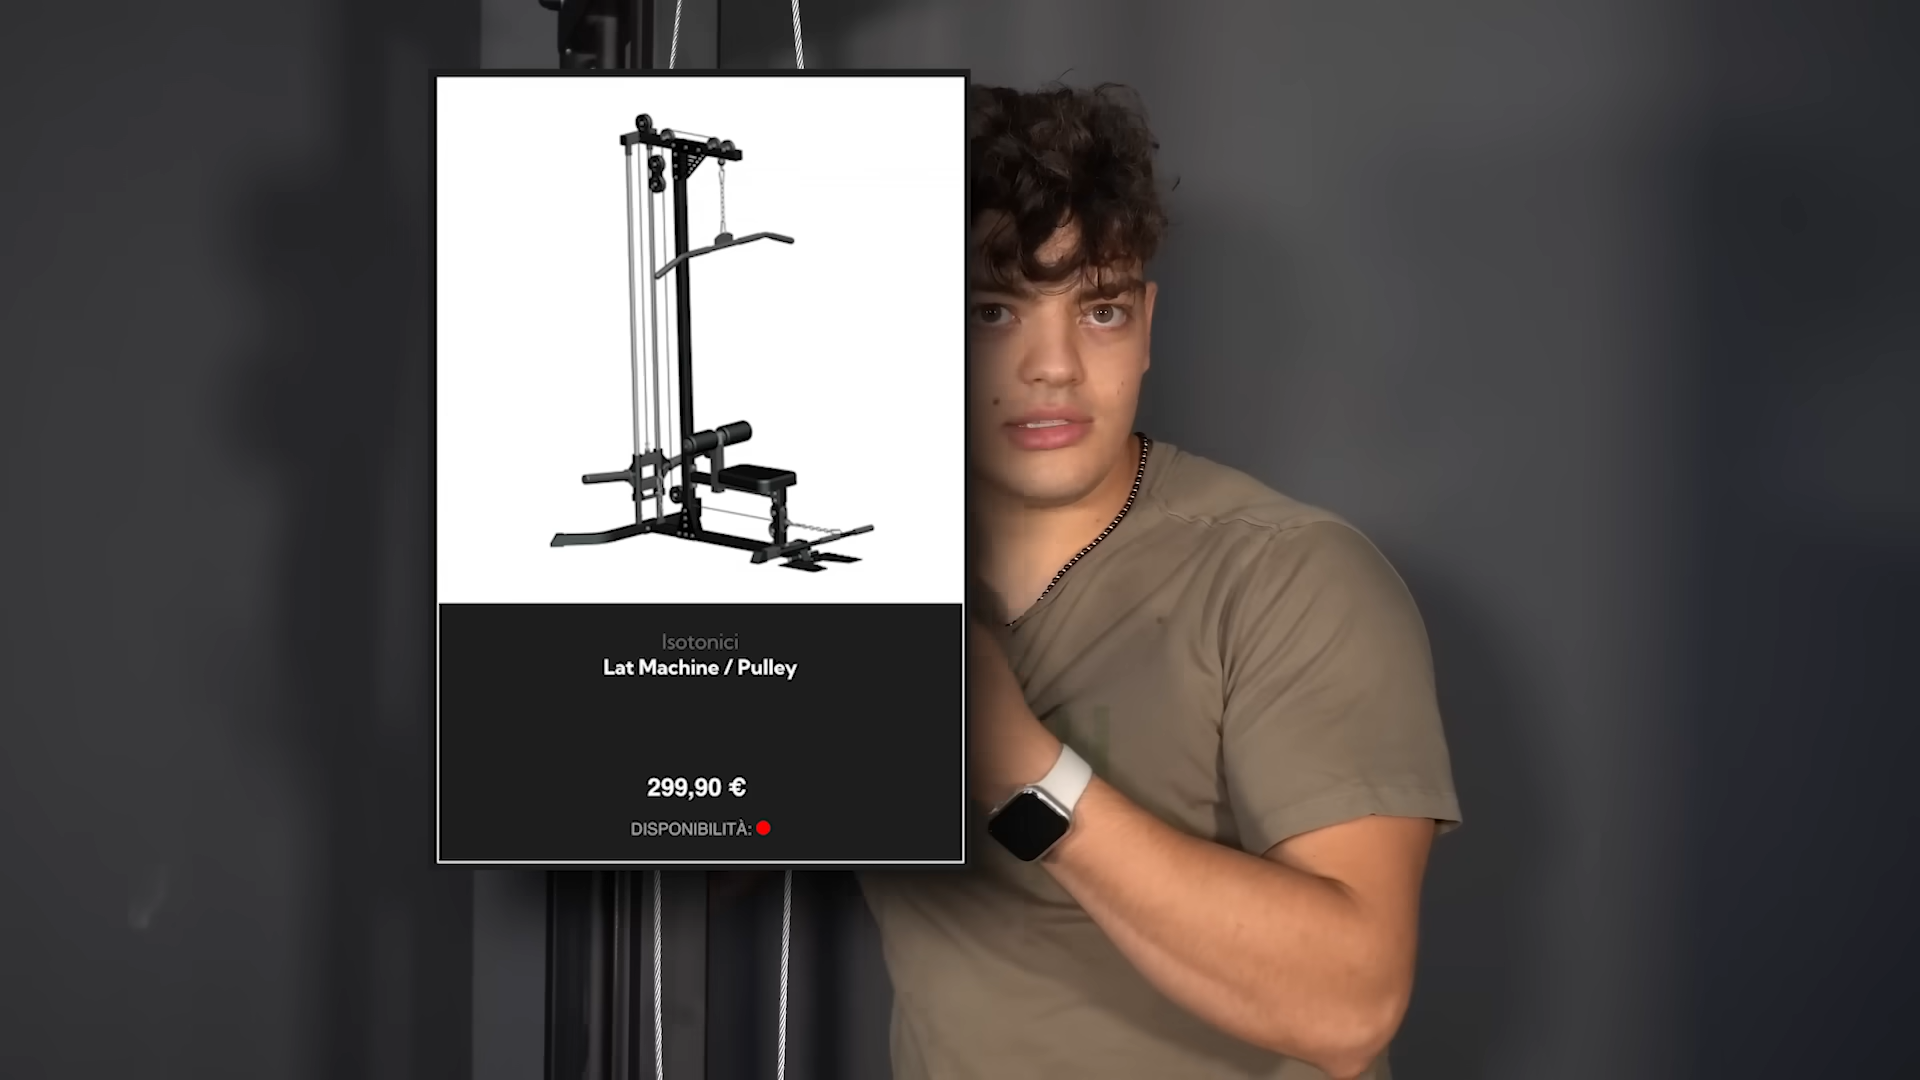 Isotonici
Lat Machine / Pulley
299,90 €
DISPONIBILITÀ: